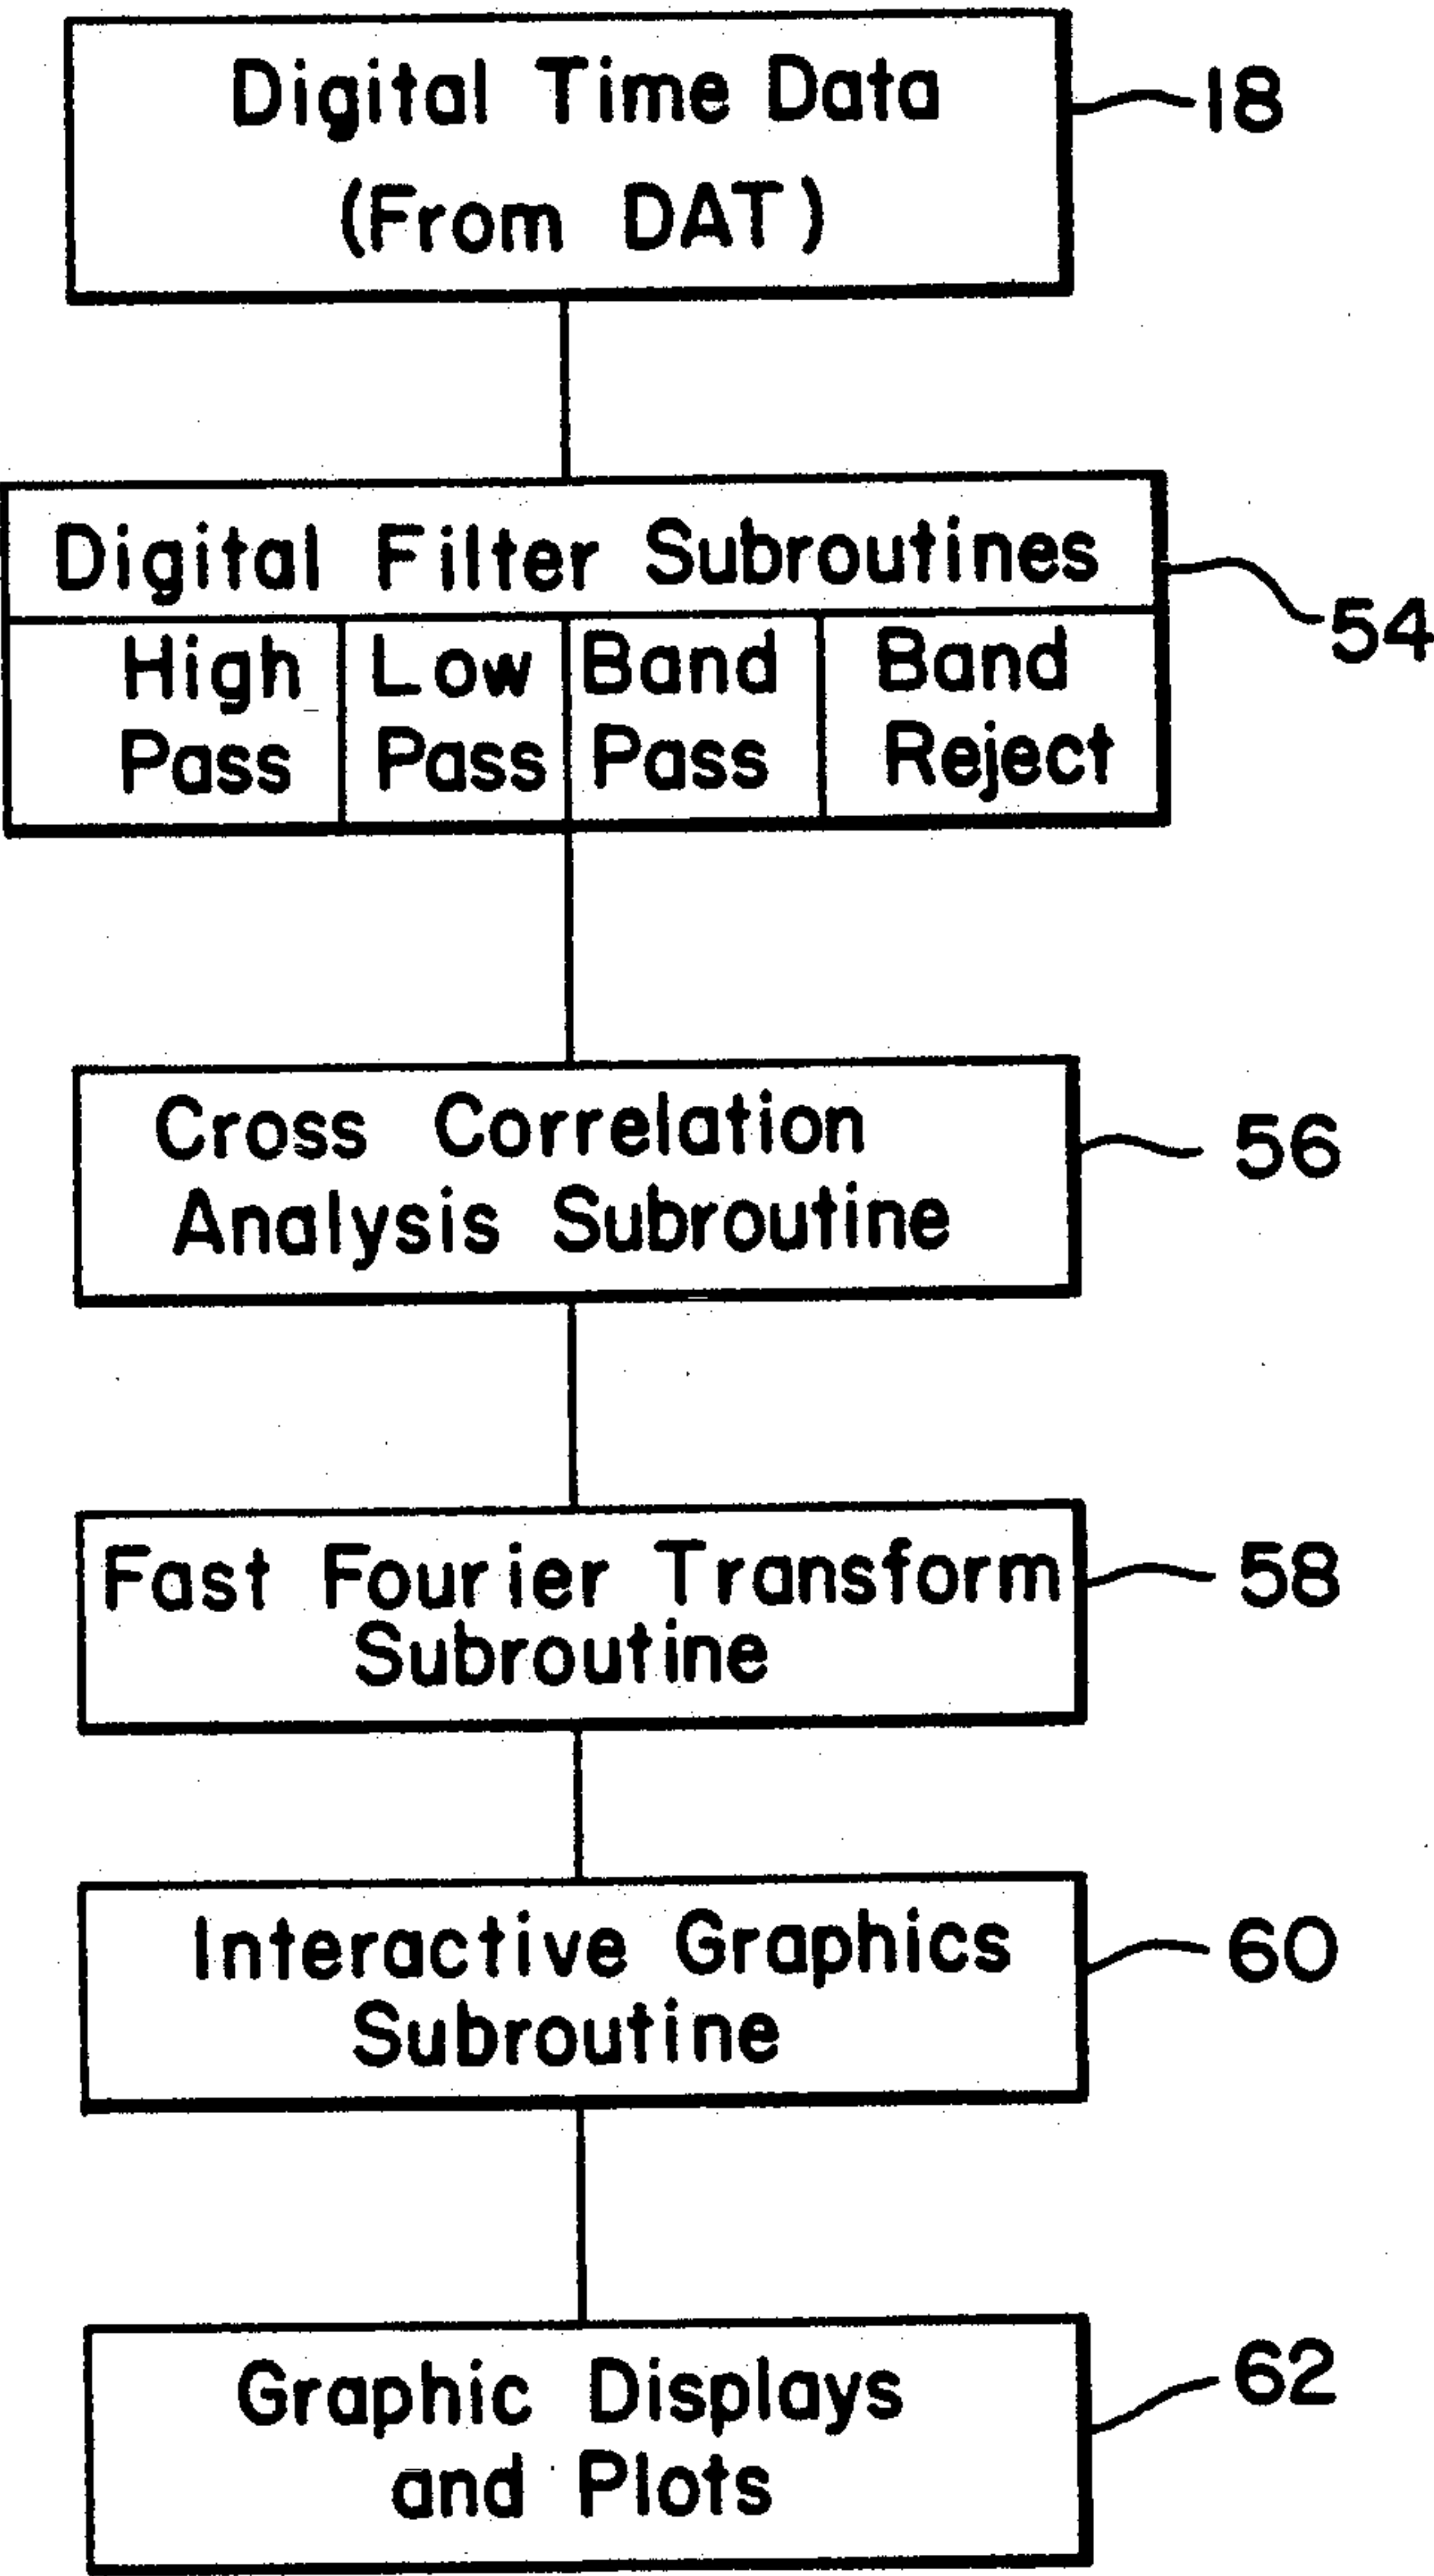 Digital Time Data
(From DAT)
18
Digital Filter Subroutines
54
High
Pass
Low
Pass
Band
Pass
Band
Reject
Cross Correlation
Analysis Subroutine
56
Fast Fourier Transform
Subroutine
58
Interactive Graphics
Subroutine
60
Graphic Displays
and Plots
62